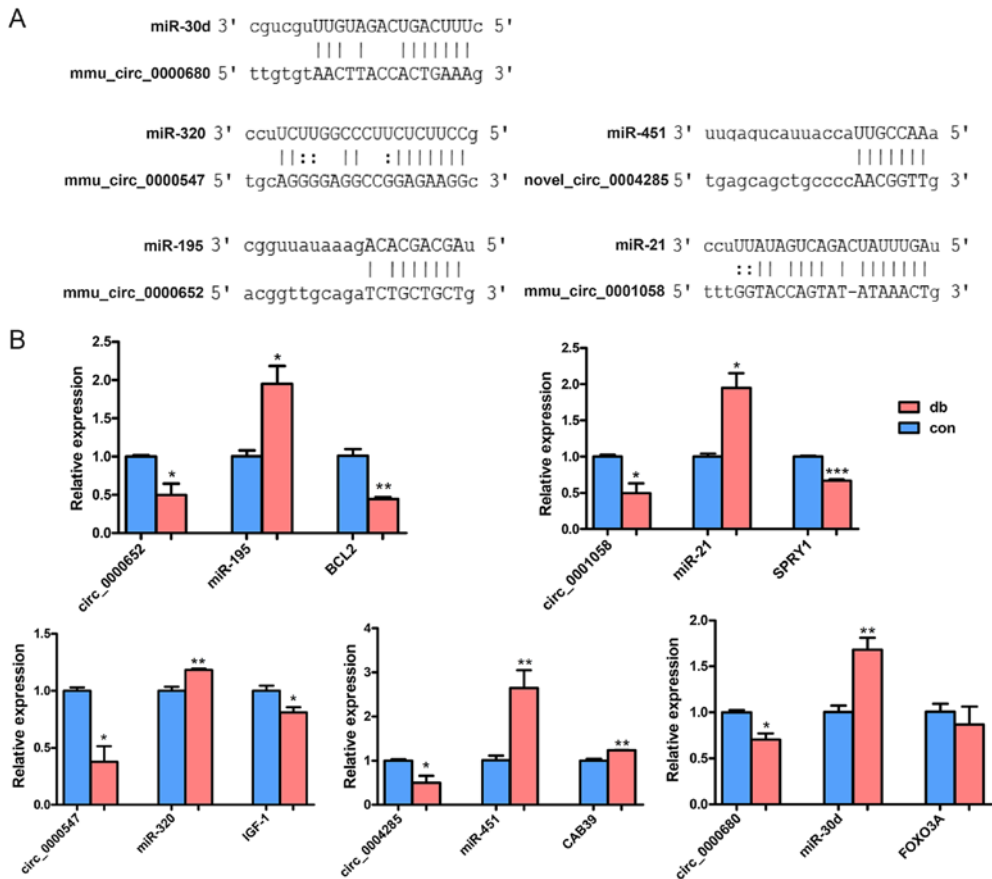 A
miR-30d 3' cgucguUUGUAGACUGACUUUc 5'
||| | |||||||
mmu_circ_0000680 5' ttgtgtAACTTACCACTGAAAg 3'
miR-320 3' ccuUCUUGGCCCUUCUCUUCCg 5'
||:: || :|||||||
mmu_circ_0000547 5' tgcAGGGGAGGCCGGAGAAGGc 3'
miR-451 3' uugagucauuaccaUUGCCAAa 5'
|||||||
novel_circ_0004285 5' tgagcagctgccccAACGGTTg 3'
miR-195 3' cgguuauaaagACACGACGAu 5'
| |||||||
mmu_circ_0000652 5' acggttgcagaTCTGCTGCTg 3'
miR-21 3' ccuUUAUAGUCAGACUAUUUGAu 5'
::|| |||| | |||||||
mmu_circ_0001058 5' tttGGTACCAGTAT-ATAAACTg 3'
B
Relative expression
2.5
2.0
1.5
1.0
0.5
0.0
* * **
circ_0000652 miR-195 BCL2
Relative expression
2.5
2.0
1.5
1.0
0.5
0.0
* * ***
circ_0001058 miR-21 SPRY1
db
con
Relative expression
1.5
1.0
0.5
0.0
* ** *
circ_0000547 miR-320 IGF-1
Relative expression
4
3
2
1
0
* ** **
circ_0004285 miR-451 CAB39
Relative expression
2.0
1.5
1.0
0.5
0.0
* **
circ_0000680 miR-30d FOXO3A